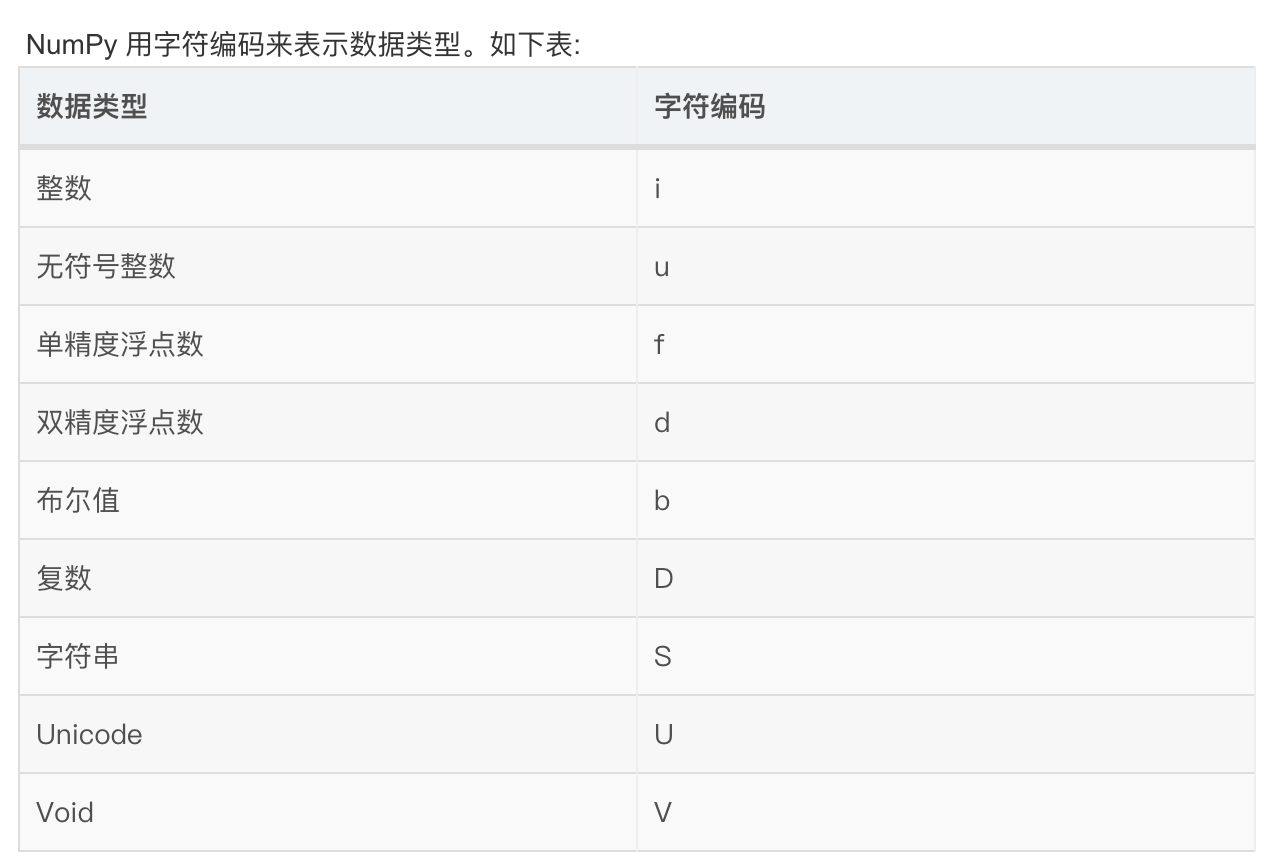 NumPy 用字符编码来表示数据类型。如下表:
数据类型 字符编码
整数 i
无符号整数 u
单精度浮点数 f
双精度浮点数 d
布尔值 b
复数 D
字符串 S
Unicode U
Void V